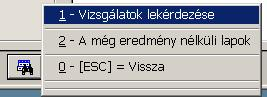 1 - Vizsgálatok lekérdezése
2 - A még eredmény nélküli lapok
0 - [ESC] = Vissza